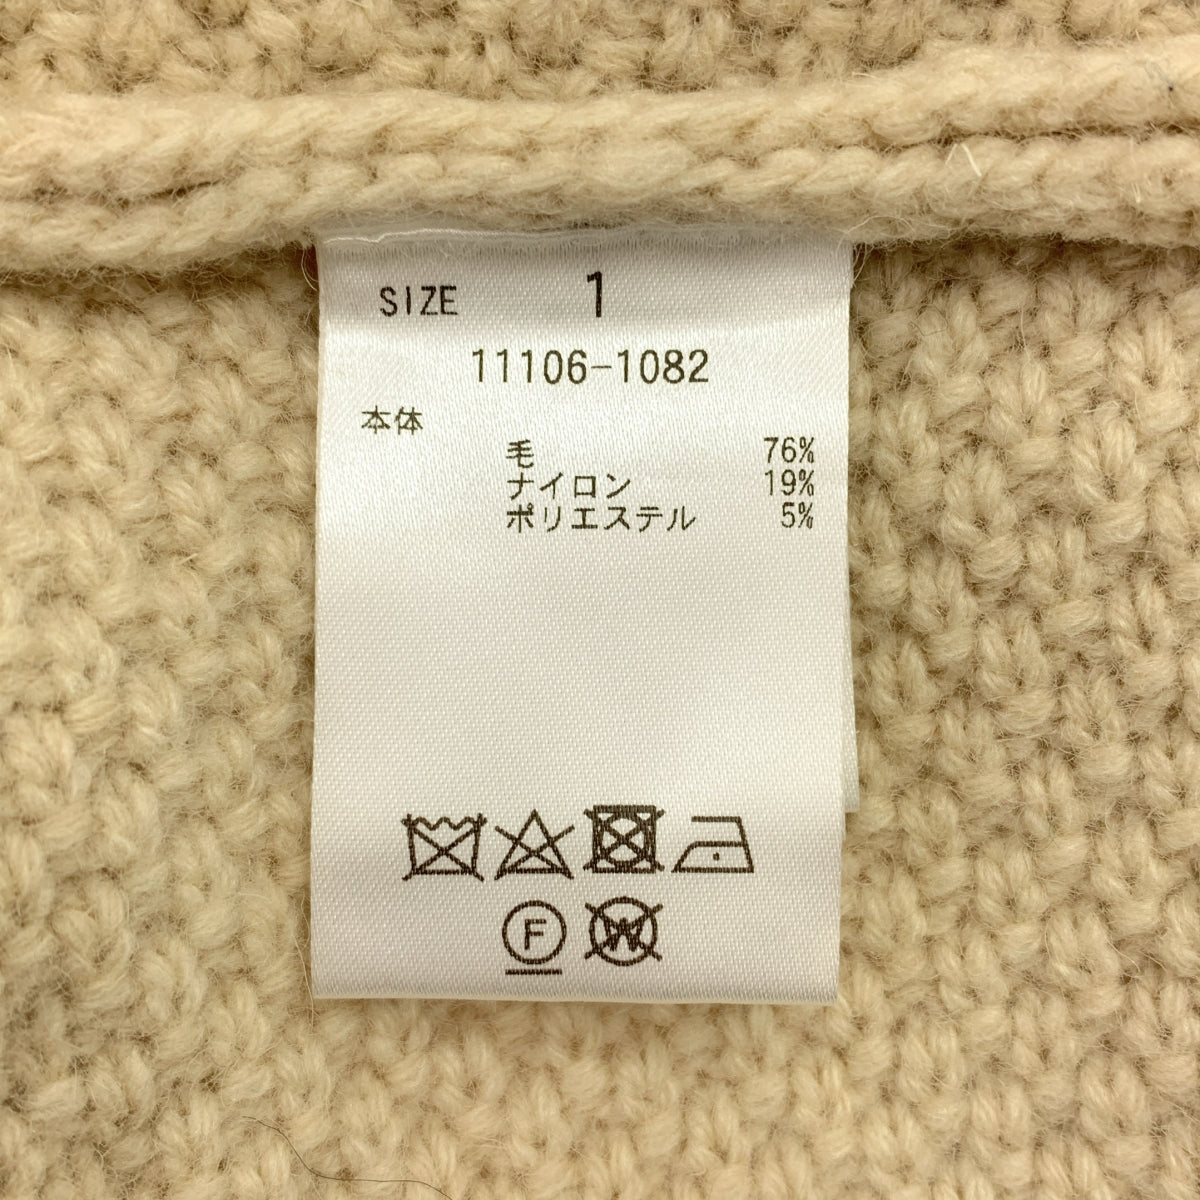 SIZE 1
11106-1082
本体
毛 76%
ナイロン 19%
ポリエステル 5%
F
W